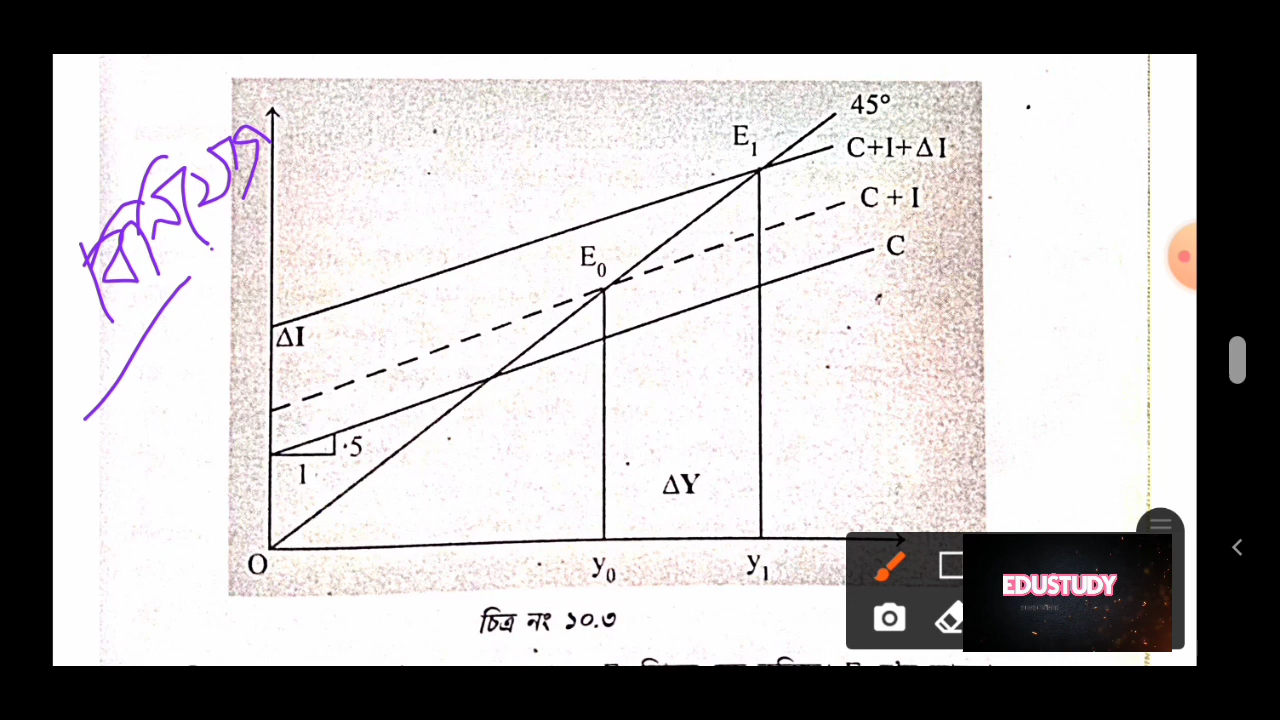 45°
E₁
C+I+ΔI
C + I
E₀
C
ΔI
·5
1
ΔY
O
y₀
y₁
EDUSTUDY
চিত্র নং ১০.৩